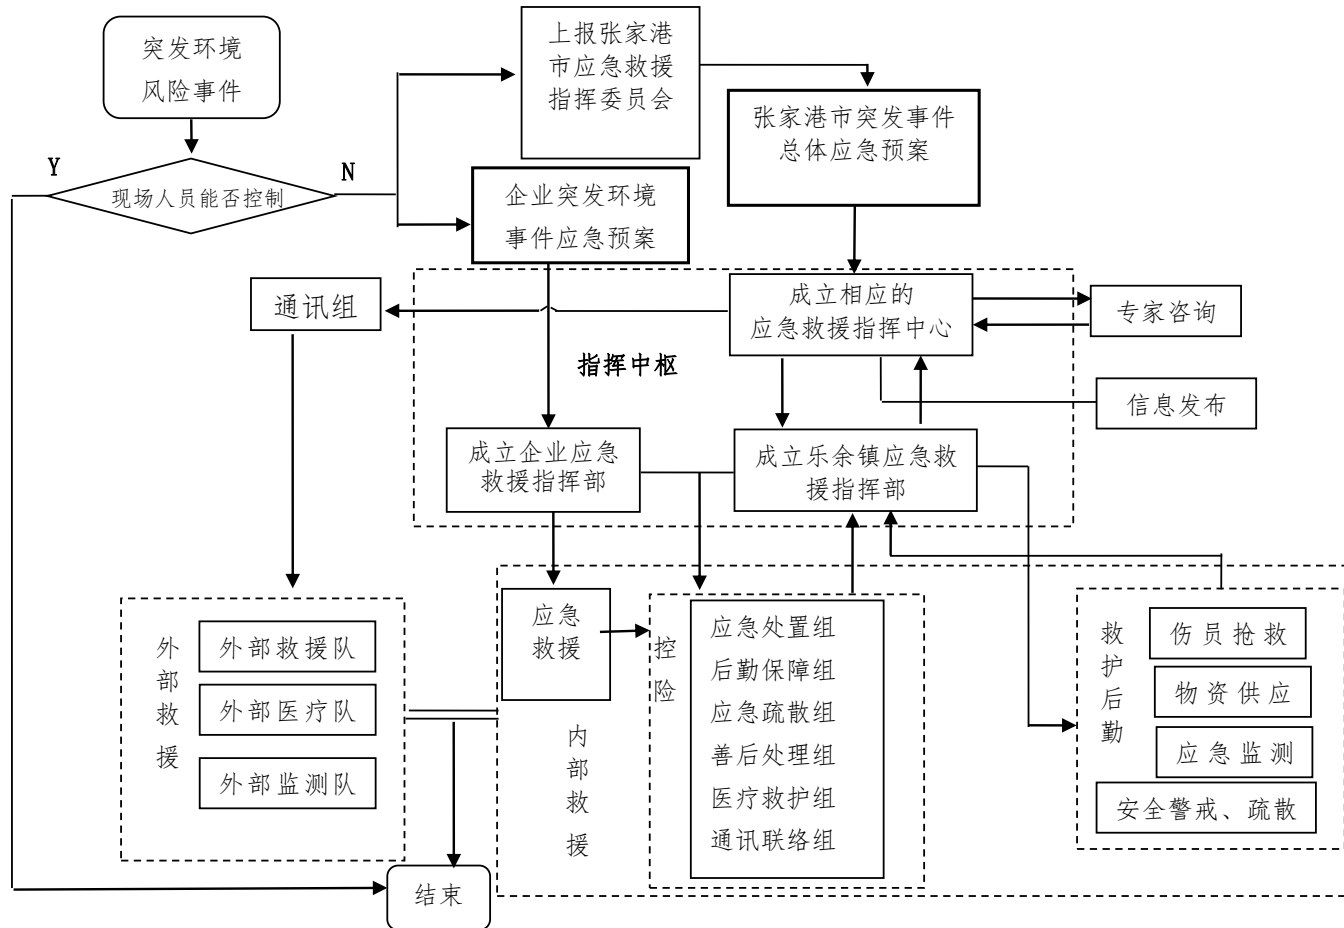 突发环境
风险事件
上报张家港
市应急救援
指挥委员会
张家港市突发事件
总体应急预案
Y
N
现场人员能否控制
企业突发环境
事件应急预案
通讯组
成立相应的
应急救援指挥中心
专家咨询
指挥中枢
信息发布
成立企业应急
救援指挥部
成立乐余镇应急救
援指挥部
外部救援
外部救援队
外部医疗队
外部监测队
应急
救援
内部救援
控险
应急处置组
后勤保障组
应急疏散组
善后处理组
医疗救护组
通讯联络组
救护后勤
伤员抢救
物资供应
应急监测
安全警戒、疏散
结束